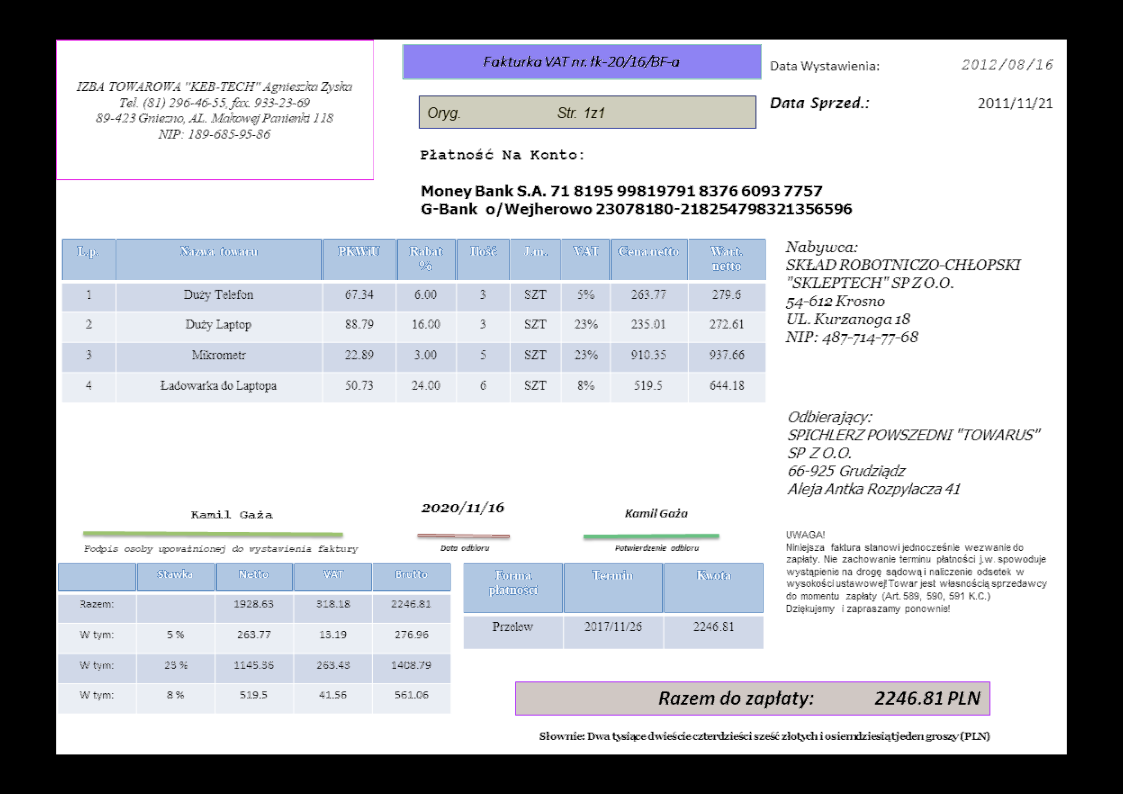 IZBA TOWAROWA "KEB-TECH" Agnieszka Zyska
Tel. (81) 296-46-55, fax. 933-23-69
89-423 Gniezno, AL. Makowej Panienki 118
NIP: 189-685-95-86
Fakturka VAT nr. fk-20/16/BF-a
Oryg. Str. 1z1
Data Wystawienia: 2012/08/16
Data Sprzed.: 2011/11/21
Płatność Na Konto:
Money Bank S.A. 71 8195 99819791 8376 6093 7757
G-Bank o/Wejherowo 23078180-218254798321356596
L.p. Nazwa towaru PKWiU Rabat % Ilość J.m. VAT Cena netto Wart. netto
1 Duży Telefon 67.34 6.00 3 SZT 5% 263.77 279.6
2 Duży Laptop 88.79 16.00 3 SZT 23% 235.01 272.61
3 Mikrometr 22.89 3.00 5 SZT 23% 910.35 937.66
4 Ładowarka do Laptopa 50.73 24.00 6 SZT 8% 519.5 644.18
Nabywca:
SKŁAD ROBOTNICZO-CHŁOPSKI
"SKLEPTECH" SP Z O.O.
54-612 Krosno
UL. Kurzanoga 18
NIP: 487-714-77-68
Odbierający:
SPICHLERZ POWSZEDNI "TOWARUS"
SP Z O.O.
66-925 Grudziądz
Aleja Antka Rozpylacza 41
Kamil Gaża
Podpis osoby upoważnionej do wystawienia faktury
2020/11/16
Data odbioru
Kamil Gaża
Potwierdzenie odbioru
UWAGA!
Niniejsza faktura stanowi jednocześnie wezwanie do
zapłaty. Nie zachowanie terminu płatności j.w. spowoduje
wystąpienie na drogę sądową i naliczenie odsetek w
wysokości ustawowej! Towar jest własnością sprzedawcy
do momentu zapłaty (Art. 589, 590, 591 K.C.)
Dziękujemy i zapraszamy ponownie!
Stawka Netto VAT Brutto
Razem: 1928.63 318.18 2246.81
W tym: 5 % 263.77 13.19 276.96
W tym: 23 % 1145.36 263.43 1408.79
W tym: 8 % 519.5 41.56 561.06
Forma płatności Termin Kwota
Przelew 2017/11/26 2246.81
Razem do zapłaty: 2246.81 PLN
Słownie: Dwa tysiące dwieście czterdzieści sześć złotych i osiemdziesiąt jeden groszy (PLN)